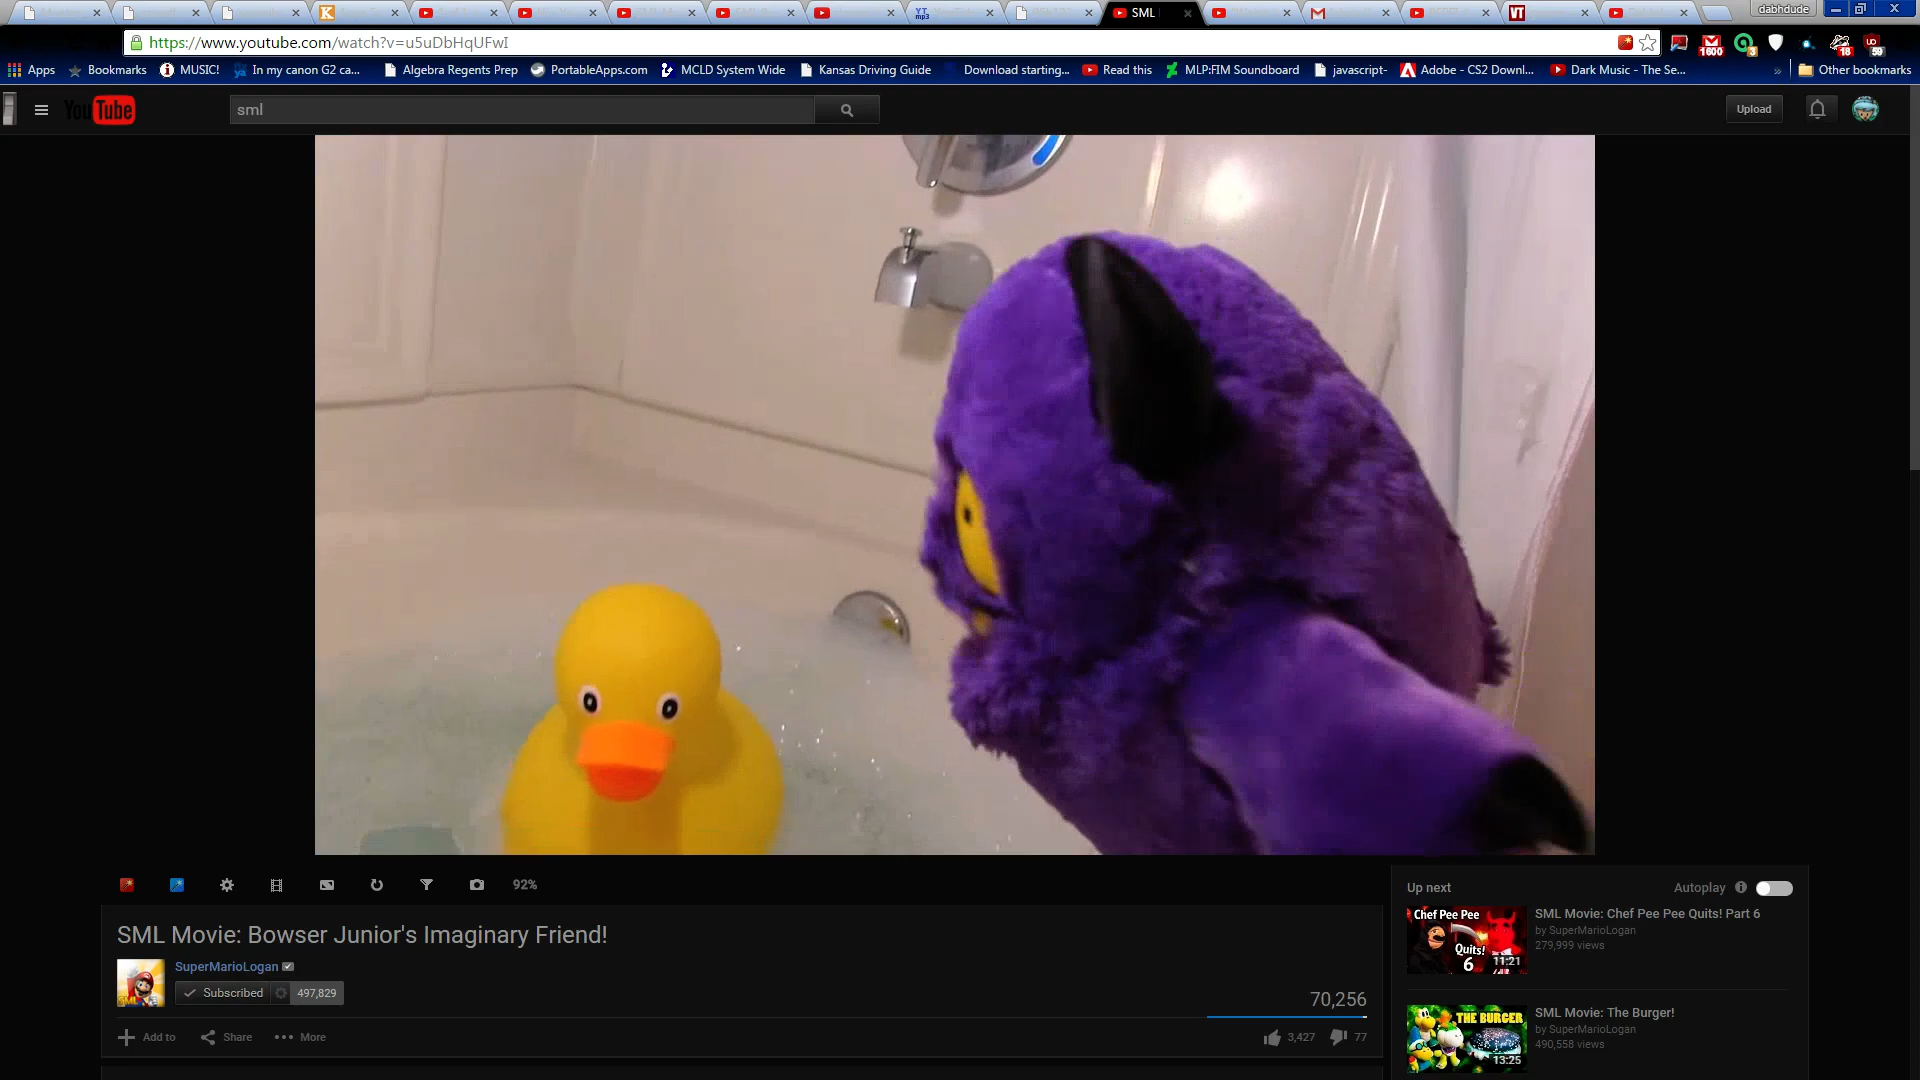 SML
dabhdude
https://www.youtube.com/watch?v=u5uDbHqUFwI
1600
3
18
59
Apps
Bookmarks
MUSIC!
In my canon G2 ca...
Algebra Regents Prep
PortableApps.com
MCLD System Wide
Kansas Driving Guide
Download starting...
Read this
MLP:FIM Soundboard
javascript-
Adobe - CS2 Downl...
Dark Music - The Se...
»
Other bookmarks
YouTube
sml
Upload
92%
SML Movie: Bowser Junior's Imaginary Friend!
SuperMarioLogan
Subscribed
497,829
70,256
Add to
Share
More
3,427
77
Up next
Autoplay
Chef Pee Pee
Quits!
6
11:21
SML Movie: Chef Pee Pee Quits! Part 6
by SuperMarioLogan
279,999 views
THE BURGER
13:25
SML Movie: The Burger!
by SuperMarioLogan
490,558 views